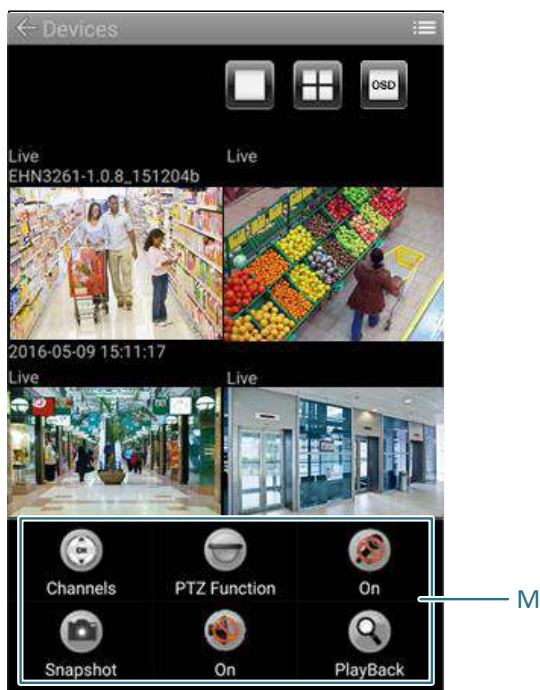 Devices
OSD
Live
Live
EHN3261-1.0.8_151204b
2016-05-09 15:11:17
Live
Live
CH
Channels
PTZ Function
On
Snapshot
On
PlayBack
M